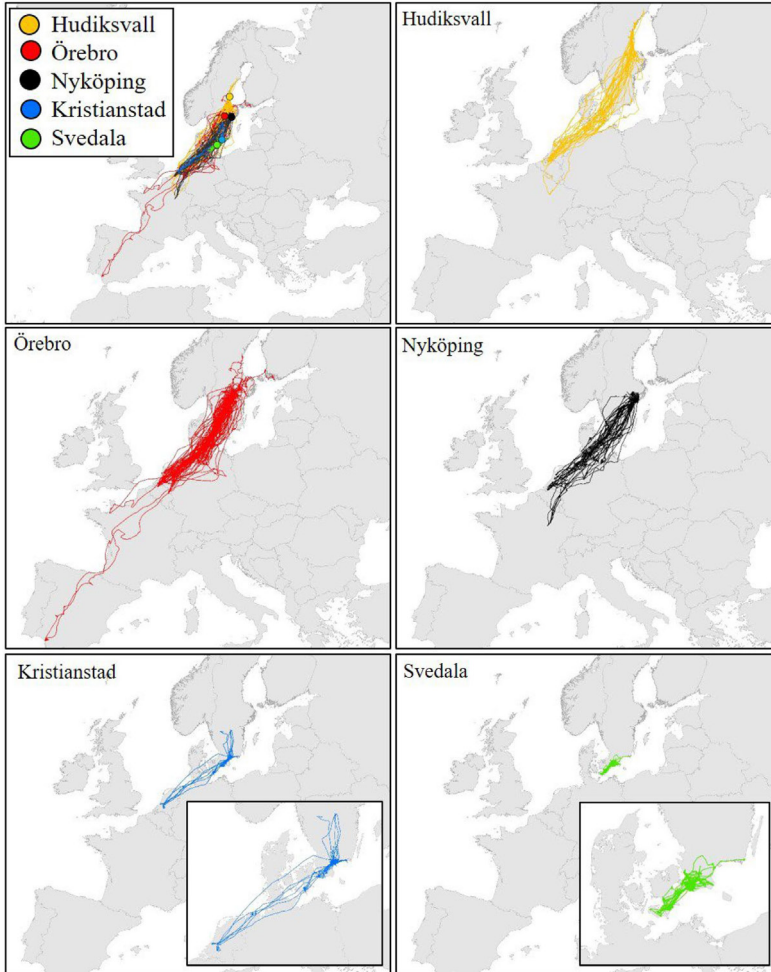 Hudiksvall
Örebro
Nyköping
Kristianstad
Svedala
Hudiksvall
Örebro
Nyköping
Kristianstad
Svedala